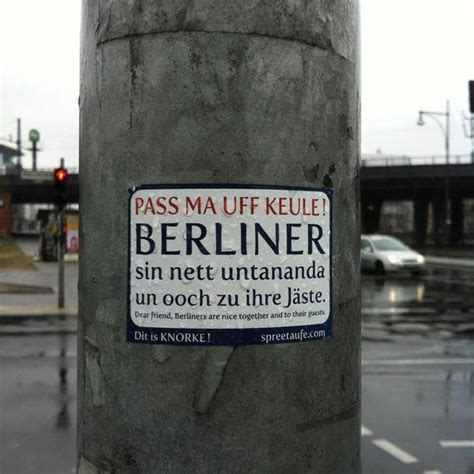 PASS MA UFF KEULE!
BERLINER
sin nett untananda
un ooch zu ihre Jäste.
Dear friend, Berliners are nice together and to their guests.
Dit is KNORKE! spreetaufe.com